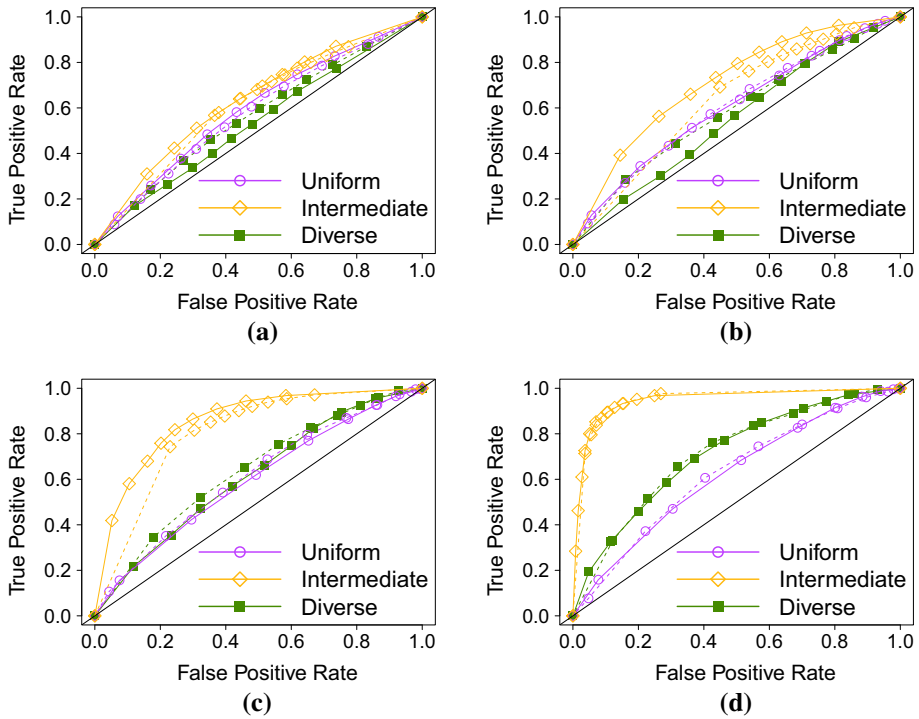 True Positive Rate
1.0
0.8
0.6
0.4
0.2
0.0
Uniform
Intermediate
Diverse
0.0 0.2 0.4 0.6 0.8 1.0
False Positive Rate
(a)
True Positive Rate
1.0
0.8
0.6
0.4
0.2
0.0
Uniform
Intermediate
Diverse
0.0 0.2 0.4 0.6 0.8 1.0
False Positive Rate
(b)
True Positive Rate
1.0
0.8
0.6
0.4
0.2
0.0
Uniform
Intermediate
Diverse
0.0 0.2 0.4 0.6 0.8 1.0
False Positive Rate
(c)
True Positive Rate
1.0
0.8
0.6
0.4
0.2
0.0
Uniform
Intermediate
Diverse
0.0 0.2 0.4 0.6 0.8 1.0
False Positive Rate
(d)